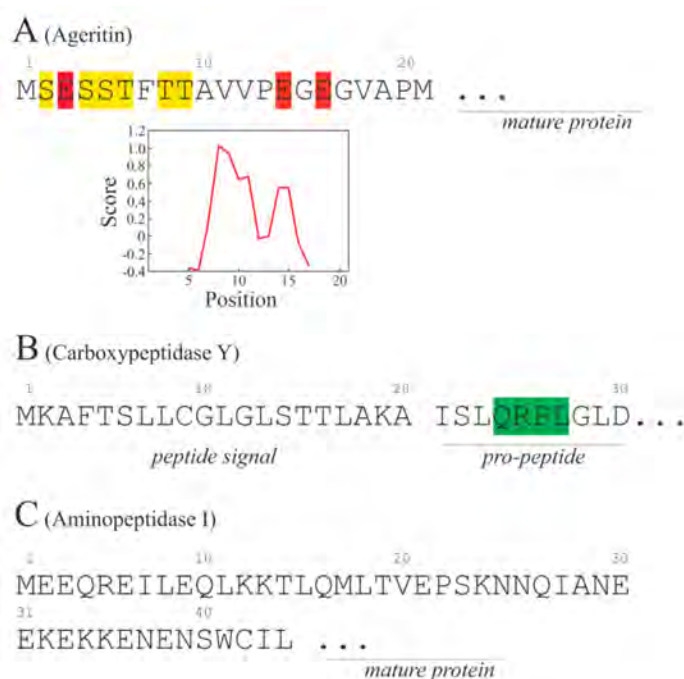 A (Ageritin)
1 10 20
MSESSTFTTAVVPEGEGVAPM ...
mature protein
1.2
1.0
0.8
0.6
0.4
0.2
0
-0.2
-0.4
Score
5 10 15 20
Position
B (Carboxypeptidase Y)
1 10 20 30
MKAFTSLLCGLGLSTTLAKA ISLQRPLGLD...
peptide signal pro-peptide
C (Aminopeptidase I)
1 10 20 30
MEEQREILEQLKKTLQMLTVEPSKNNQIANE
31 40
EKEKKENENSWCIL ...
mature protein